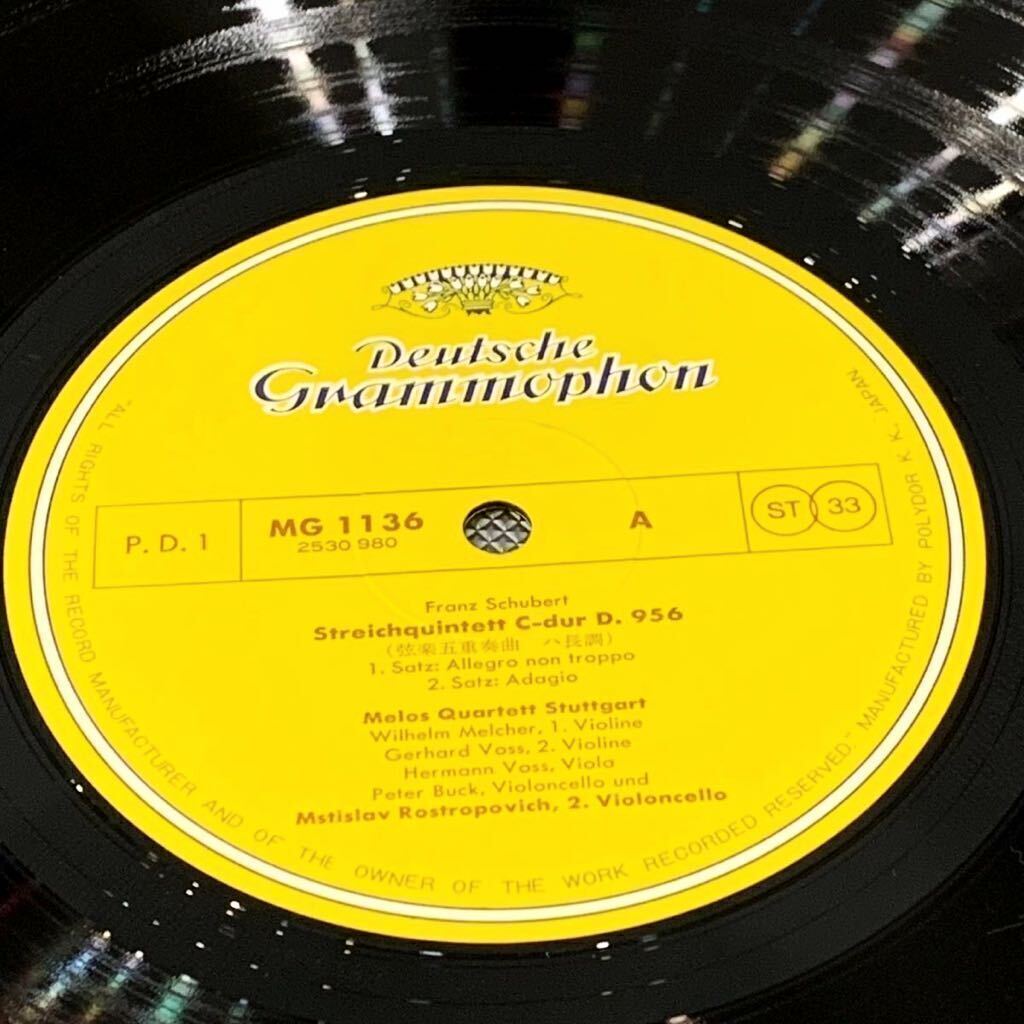 Deutsche
Grammophon
P. D. 1
MG 1136
2530 980
A
ST 33
Franz Schubert
Streichquintett C-dur D. 956
(弦楽五重奏曲 ハ長調)
1. Satz: Allegro non troppo
2. Satz: Adagio
Melos Quartett Stuttgart
Wilhelm Melcher, 1. Violine
Gerhard Voss, 2. Violine
Hermann Voss, Viola
Peter Buck, Violoncello und
Mstislav Rostropovich, 2. Violoncello
"ALL RIGHTS OF THE RECORD MANUFACTURER AND OF THE OWNER OF THE WORK RECORDED RESERVED." MANUFACTURED BY POLYDOR K. K. JAPAN